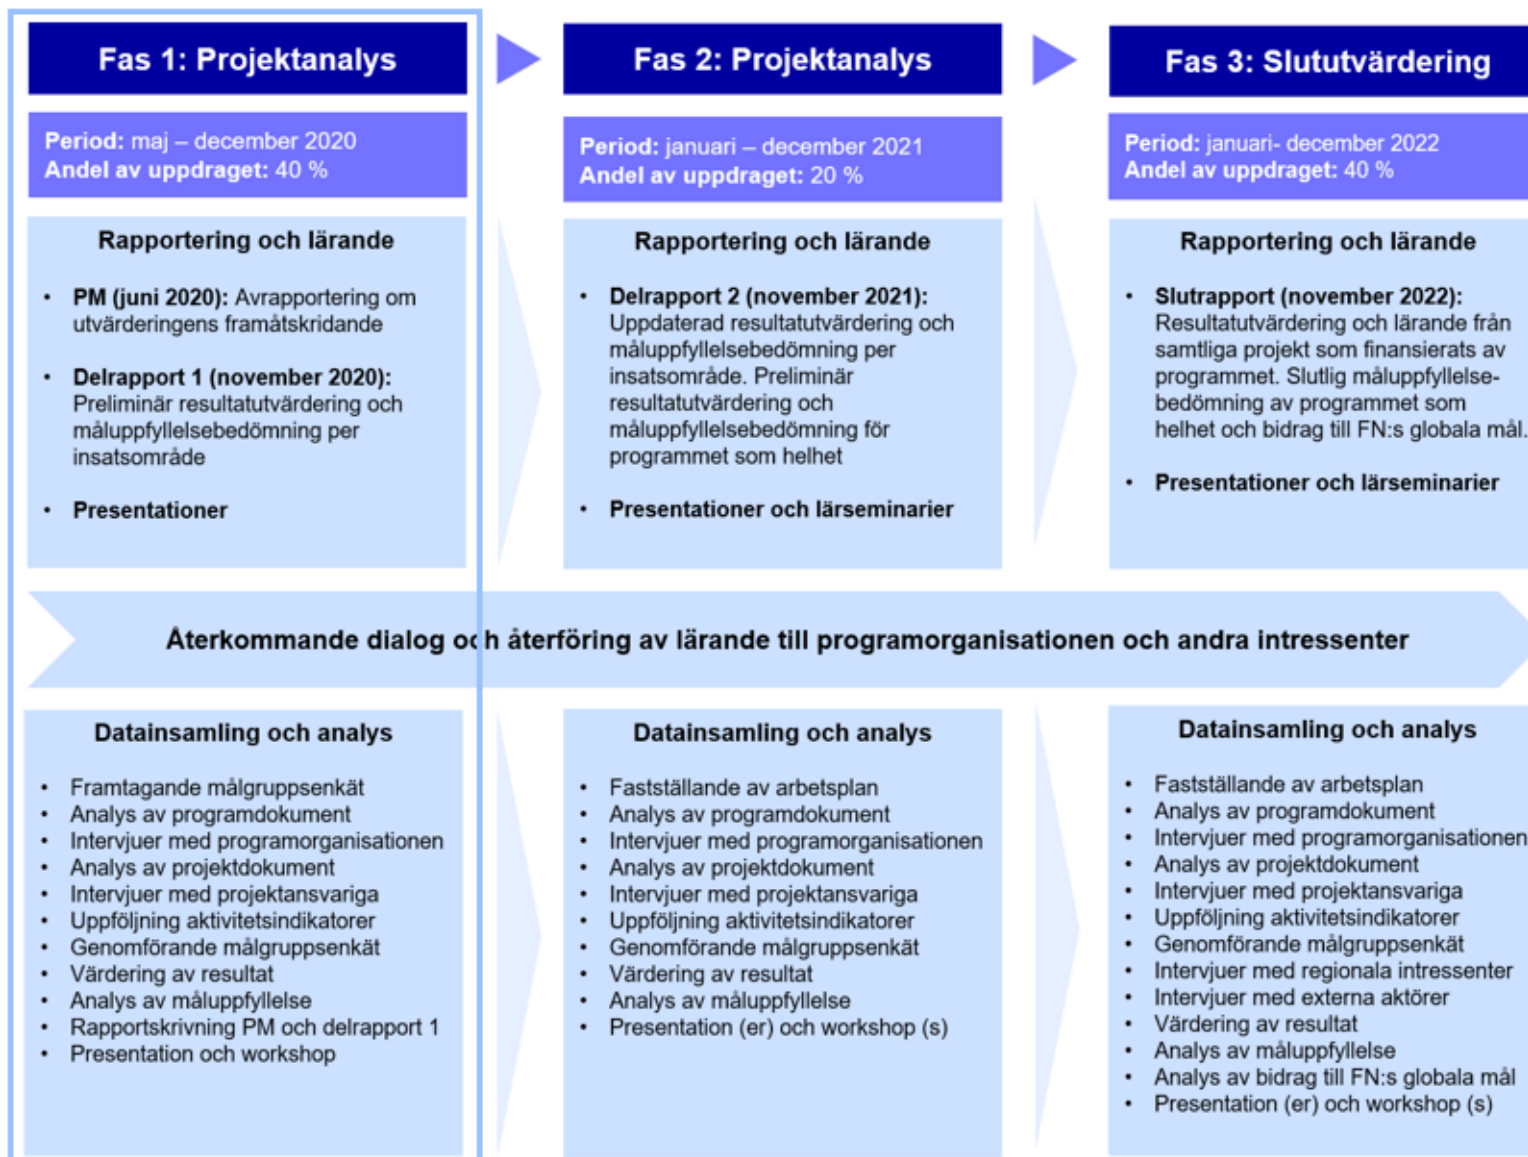 Fas 1: Projektanalys
Period: maj – december 2020
Andel av uppdraget: 40 %
Rapportering och lärande
• PM (juni 2020): Avrapportering om
utvärderingens framåtskridande
• Delrapport 1 (november 2020):
Preliminär resultatutvärdering och
måluppfyllelsebedömning per
insatsområde
• Presentationer
Fas 2: Projektanalys
Period: januari – december 2021
Andel av uppdraget: 20 %
Rapportering och lärande
• Delrapport 2 (november 2021):
Uppdaterad resultatutvärdering och
måluppfyllelsebedömning per
insatsområde. Preliminär
resultatutvärdering och
måluppfyllelsebedömning för
programmet som helhet
• Presentationer och lärseminarier
Fas 3: Slututvärdering
Period: januari- december 2022
Andel av uppdraget: 40 %
Rapportering och lärande
• Slutrapport (november 2022):
Resultatutvärdering och lärande från
samtliga projekt som finansierats av
programmet. Slutlig måluppfyllelse-
bedömning av programmet som
helhet och bidrag till FN:s globala mål.
• Presentationer och lärseminarier
Återkommande dialog och återföring av lärande till programorganisationen och andra intressenter
Datainsamling och analys
• Framtagande målgruppsenkät
• Analys av programdokument
• Intervjuer med programorganisationen
• Analys av projektdokument
• Intervjuer med projektansvariga
• Uppföljning aktivitetsindikatorer
• Genomförande målgruppsenkät
• Värdering av resultat
• Analys av måluppfyllelse
• Rapportskrivning PM och delrapport 1
• Presentation och workshop
Datainsamling och analys
• Fastställande av arbetsplan
• Analys av programdokument
• Intervjuer med programorganisationen
• Analys av projektdokument
• Intervjuer med projektansvariga
• Uppföljning aktivitetsindikatorer
• Genomförande målgruppsenkät
• Värdering av resultat
• Analys av måluppfyllelse
• Presentation (er) och workshop (s)
Datainsamling och analys
• Fastställande av arbetsplan
• Analys av programdokument
• Intervjuer med programorganisationen
• Analys av projektdokument
• Intervjuer med projektansvariga
• Uppföljning aktivitetsindikatorer
• Genomförande målgruppsenkät
• Intervjuer med regionala intressenter
• Intervjuer med externa aktörer
• Värdering av resultat
• Analys av måluppfyllelse
• Analys av bidrag till FN:s globala mål
• Presentation (er) och workshop (s)